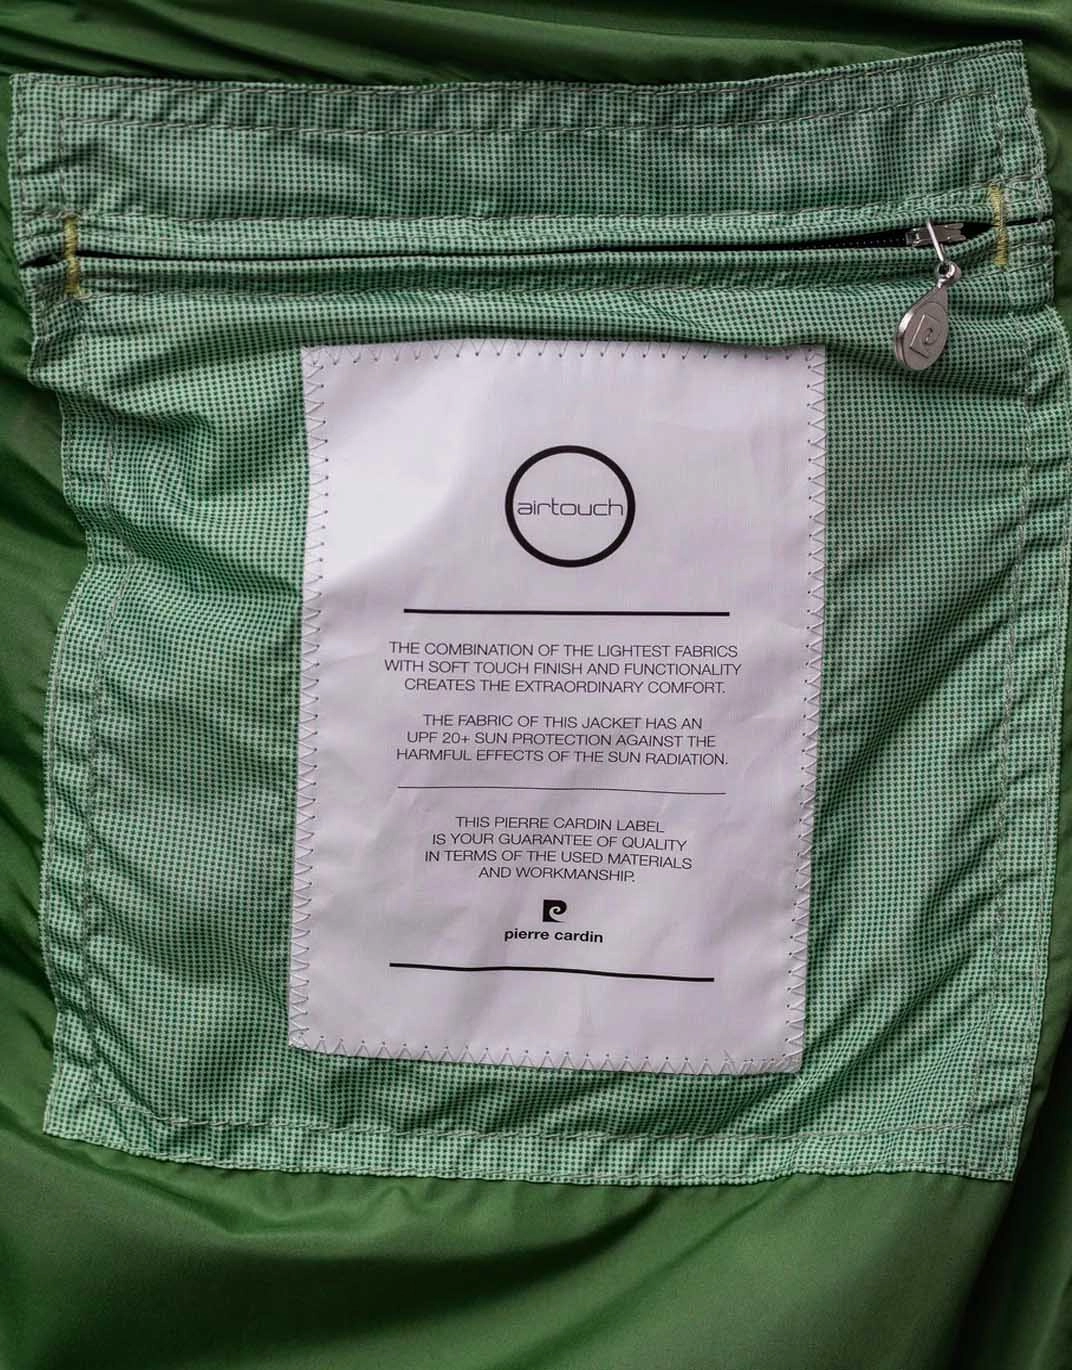 airtouch
THE COMBINATION OF THE LIGHTEST FABRICS
WITH SOFT TOUCH FINISH AND FUNCTIONALITY
CREATES THE EXTRAORDINARY COMFORT.
THE FABRIC OF THIS JACKET HAS AN
UPF 20+ SUN PROTECTION AGAINST THE
HARMFUL EFFECTS OF THE SUN RADIATION.
THIS PIERRE CARDIN LABEL
IS YOUR GUARANTEE OF QUALITY
IN TERMS OF THE USED MATERIALS
AND WORKMANSHIP.
pierre cardin